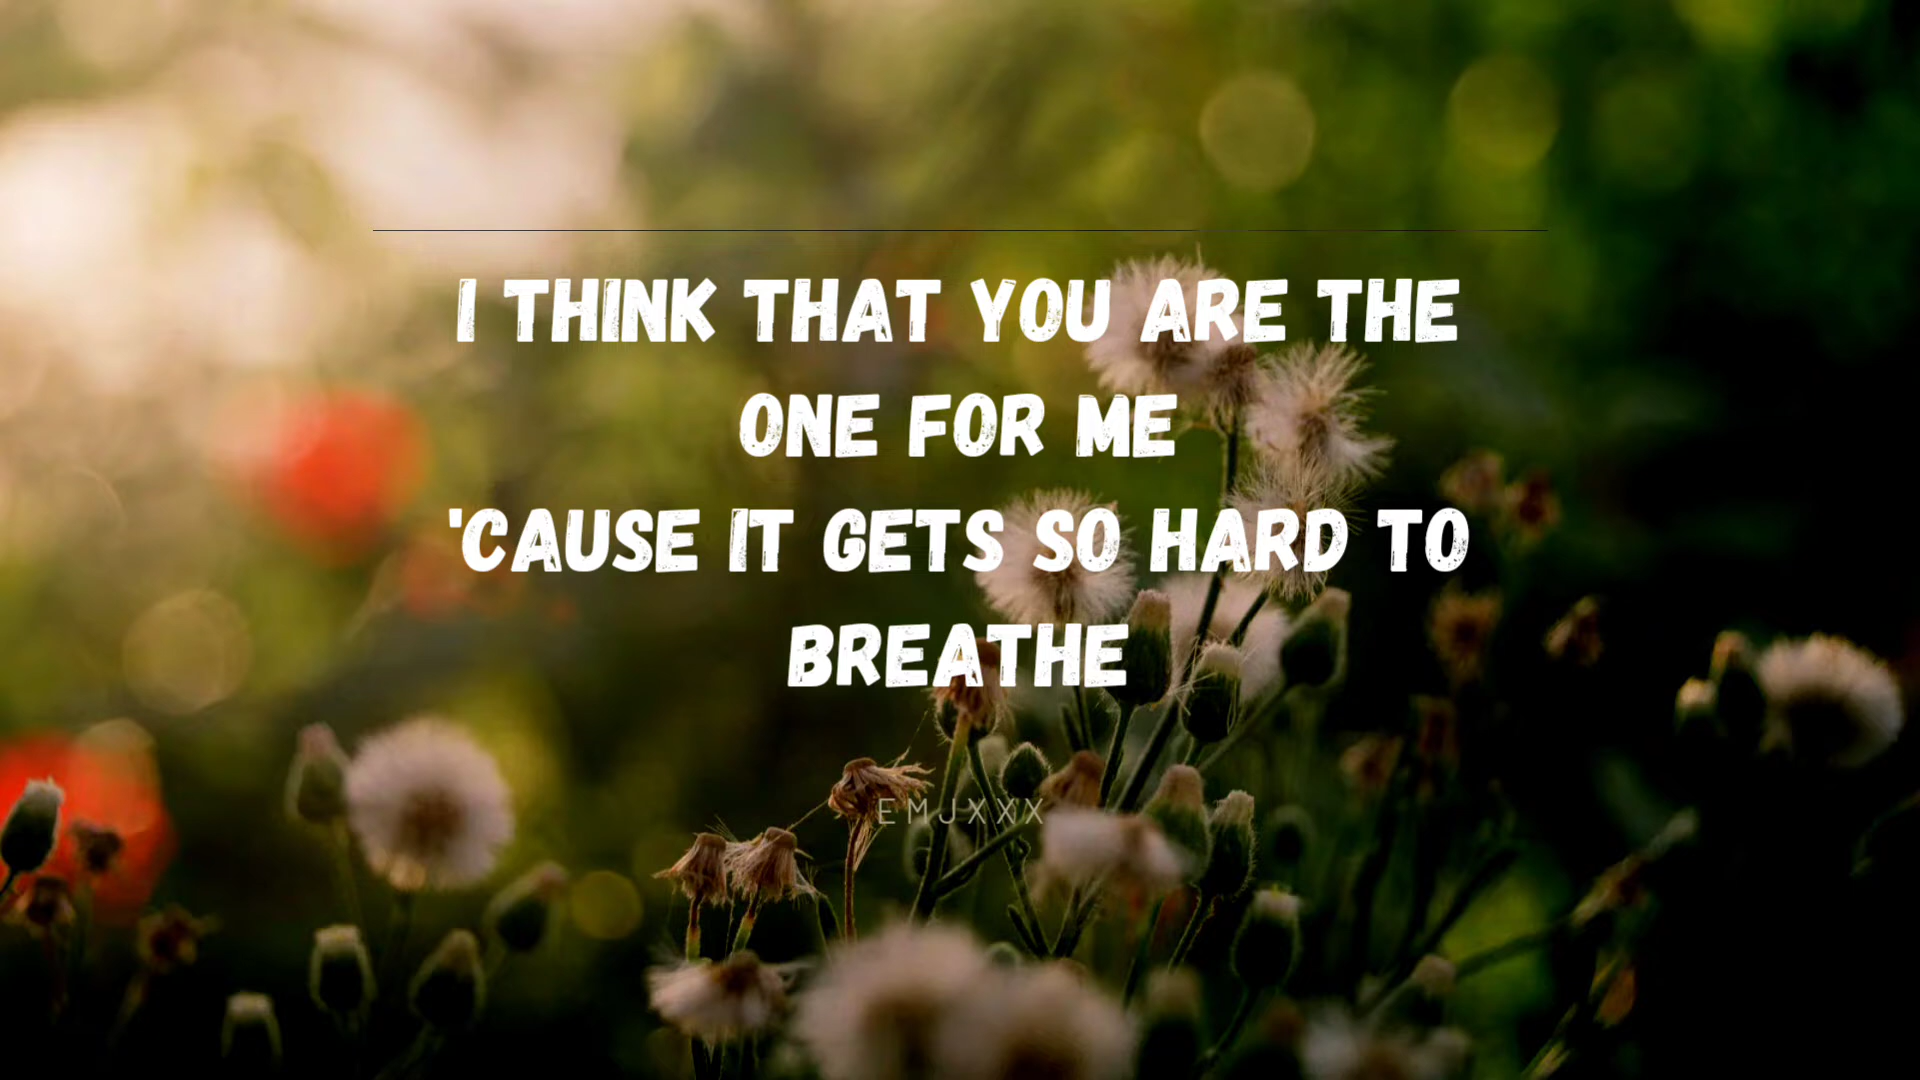 I THINK THAT YOU ARE THE
ONE FOR ME
'CAUSE IT GETS SO HARD TO
BREATHE
EMJXXX